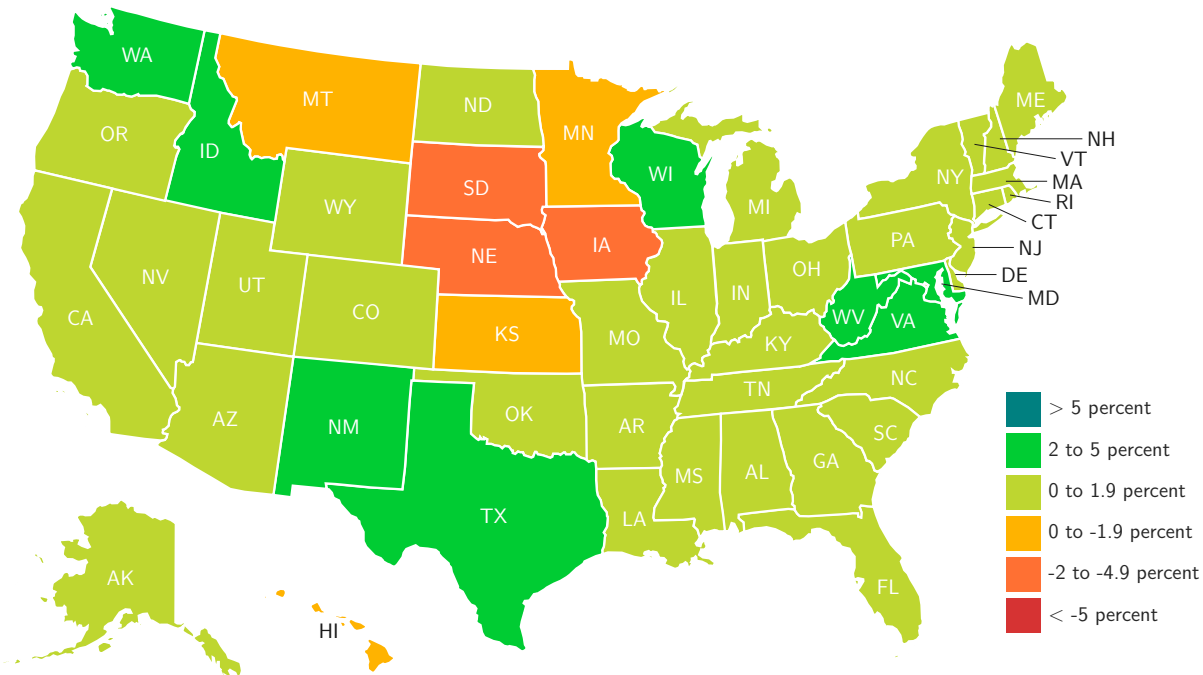 WA
MT
ND
MN
ME
OR
ID
SD
WI
NH
VT
WY
MI
NY
MA
RI
CT
NE
IA
PA
NJ
NV
UT
OH
DE
CO
IL
IN
MD
CA
KS
MO
WV
VA
KY
NC
TN
AZ
NM
OK
AR
SC
> 5 percent
MS
AL
GA
2 to 5 percent
0 to 1.9 percent
TX
LA
0 to -1.9 percent
AK
FL
-2 to -4.9 percent
HI
< -5 percent